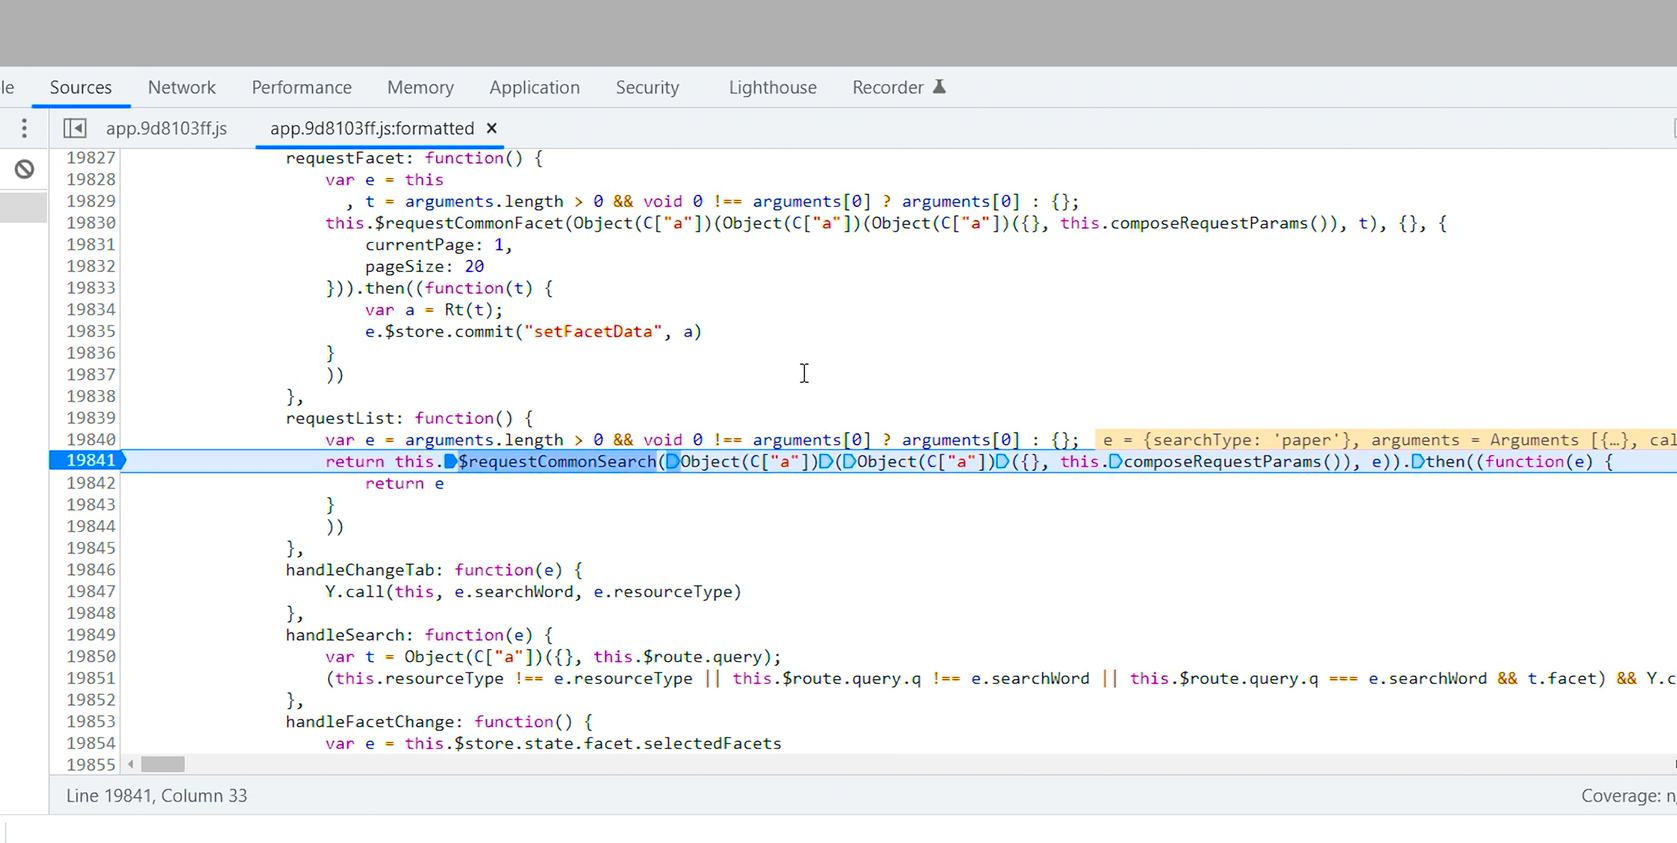 le Sources Network Performance Memory Application Security Lighthouse Recorder
app.9d8103ff.js app.9d8103ff.js:formatted ×
19827 requestFacet: function() {
19828 var e = this
19829 , t = arguments.length > 0 && void 0 !== arguments[0] ? arguments[0] : {};
19830 this.$requestCommonFacet(Object(C["a"])(Object(C["a"])(Object(C["a"])({}, this.composeRequestParams()), t), {}, {
19831 currentPage: 1,
19832 pageSize: 20
19833 })).then((function(t) {
19834 var a = Rt(t);
19835 e.$store.commit("setFacetData", a)
19836 }
19837 ))
19838 },
19839 requestList: function() {
19840 var e = arguments.length > 0 && void 0 !== arguments[0] ? arguments[0] : {}; e = {searchType: 'paper'}, arguments = Arguments [{…}, cal
19841 return this.$requestCommonSearch(Object(C["a"])(Object(C["a"])({}, this.composeRequestParams()), e)).then((function(e) {
19842 return e
19843 }
19844 ))
19845 },
19846 handleChangeTab: function(e) {
19847 Y.call(this, e.searchWord, e.resourceType)
19848 },
19849 handleSearch: function(e) {
19850 var t = Object(C["a"])({}, this.$route.query);
19851 (this.resourceType !== e.resourceType || this.$route.query.q !== e.searchWord || this.$route.query.q === e.searchWord && t.facet) && Y.c
19852 },
19853 handleFacetChange: function() {
19854 var e = this.$store.state.facet.selectedFacets
19855
Line 19841, Column 33 Coverage: n